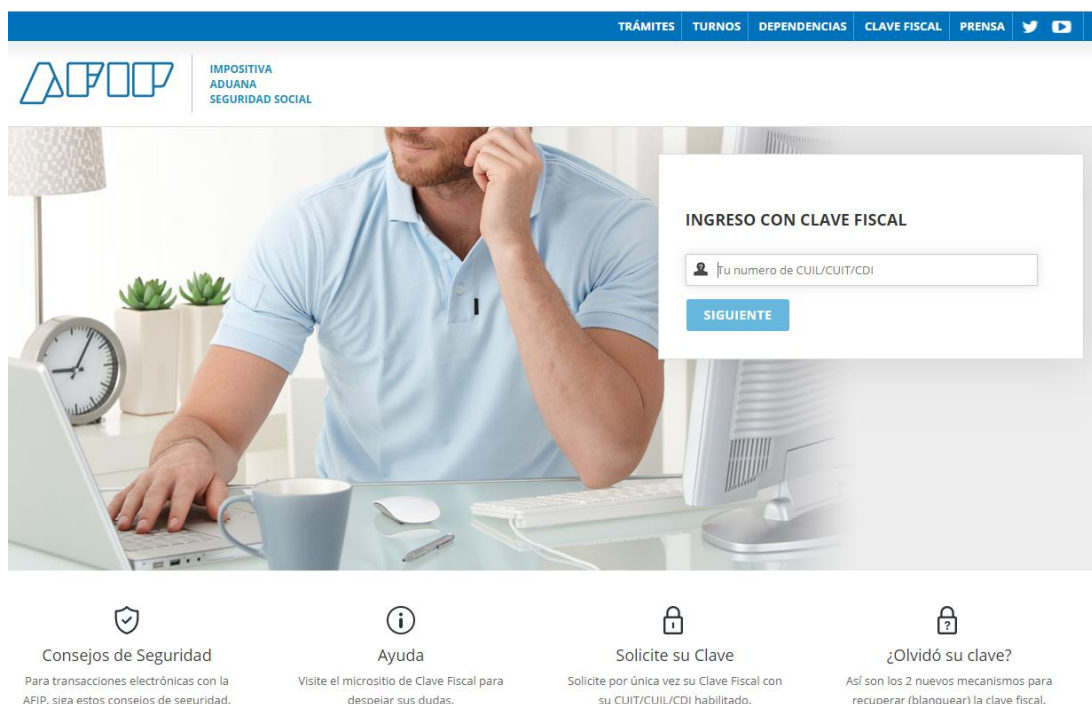 TRÁMITES TURNOS DEPENDENCIAS CLAVE FISCAL PRENSA
AFIP
IMPOSITIVA
ADUANA
SEGURIDAD SOCIAL
INGRESO CON CLAVE FISCAL
Tu numero de CUIL/CUIT/CDI
SIGUIENTE
Consejos de Seguridad
Para transacciones electrónicas con la
AFIP, siga estos consejos de seguridad.
Ayuda
Visite el micrositio de Clave Fiscal para
despejar sus dudas.
Solicite su Clave
Solicite por única vez su Clave Fiscal con
su CUIT/CUIL/CDI habilitado.
¿Olvidó su clave?
Así son los 2 nuevos mecanismos para
recuperar (blanquear) la clave fiscal.